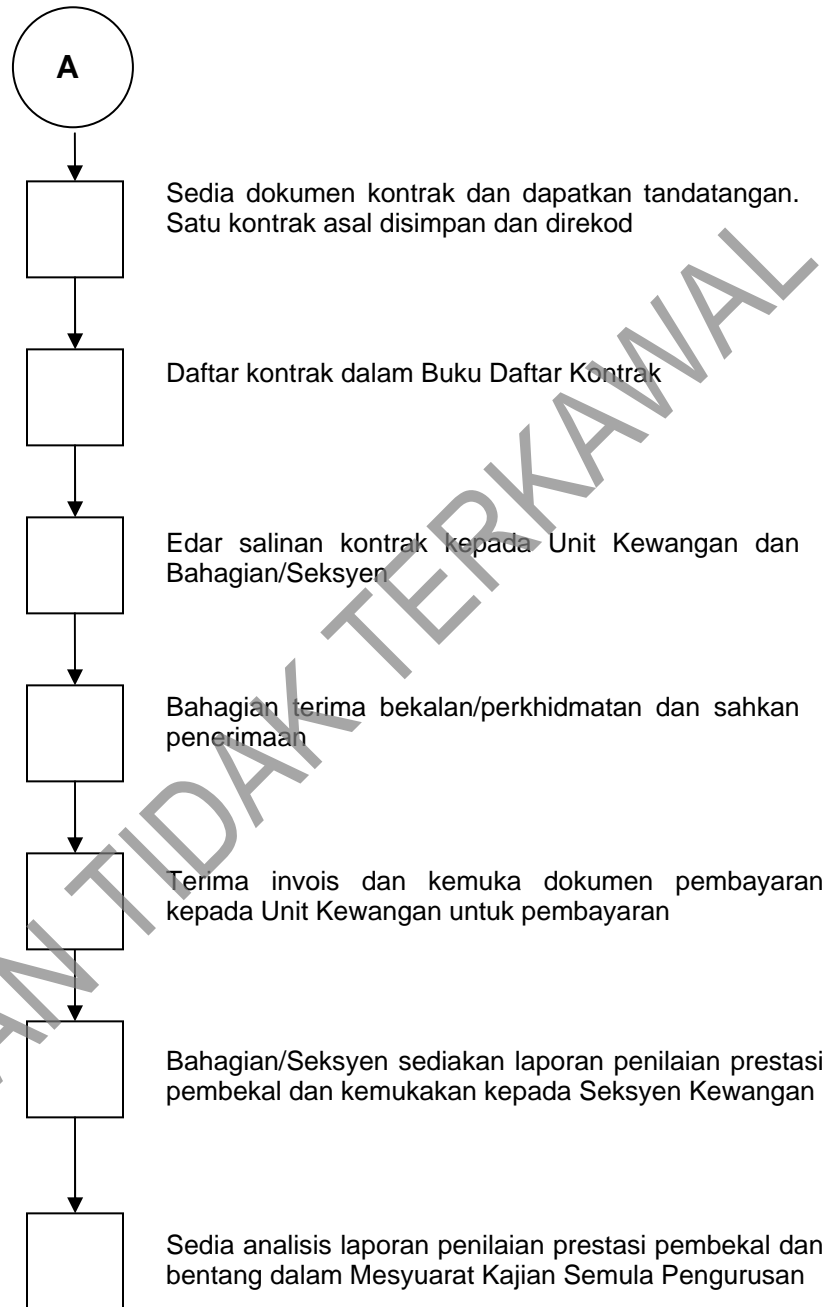 A
Sedia dokumen kontrak dan dapatkan tandatangan.
Satu kontrak asal disimpan dan direkod
Daftar kontrak dalam Buku Daftar Kontrak
Edar salinan kontrak kepada Unit Kewangan dan
Bahagian/Seksyen
Bahagian terima bekalan/perkhidmatan dan sahkan
penerimaan
Terima invois dan kemuka dokumen pembayaran
kepada Unit Kewangan untuk pembayaran
Bahagian/Seksyen sediakan laporan penilaian prestasi
pembekal dan kemukakan kepada Seksyen Kewangan
Sedia analisis laporan penilaian prestasi pembekal dan
bentang dalam Mesyuarat Kajian Semula Pengurusan
AN TIDAK TERKAWAL